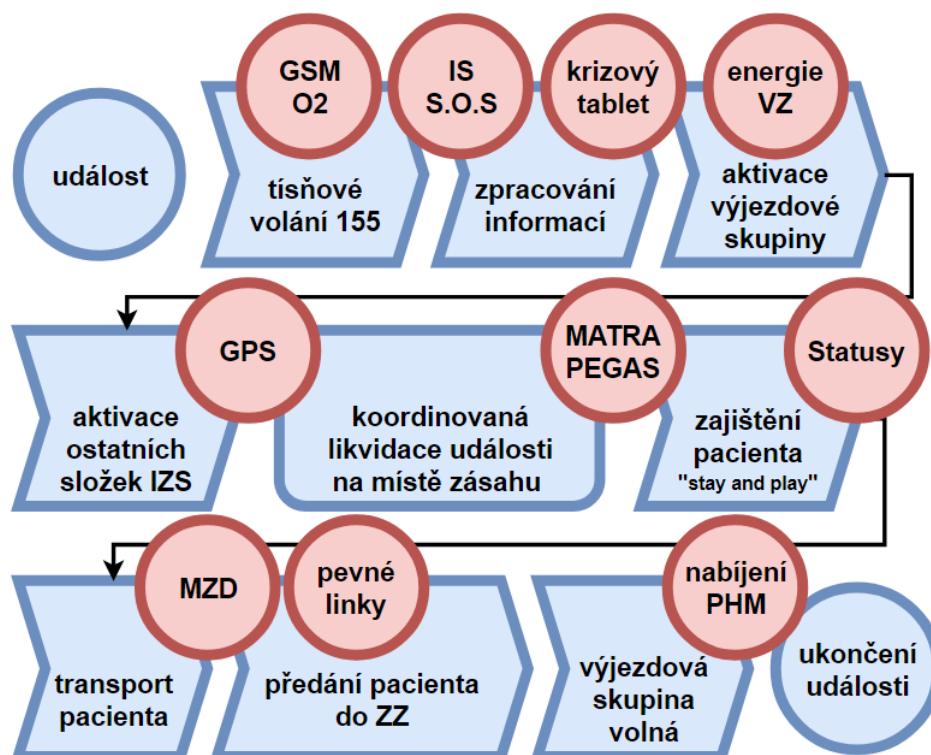 GSM
O2
IS
S.O.S
krizový
tablet
energie
VZ
událost
tísňové
volání 155
zpracování
informací
aktivace
výjezdové
skupiny
GPS
MATRA
PEGAS
Statusy
aktivace
ostatních
složek IZS
koordinovaná
likvidace události
na místě zásahu
zajištění
pacienta
"stay and play"
MZD
pevné
linky
nabíjení
PHM
transport
pacienta
předání pacienta
do ZZ
výjezdová
skupina
volná
ukončení
události